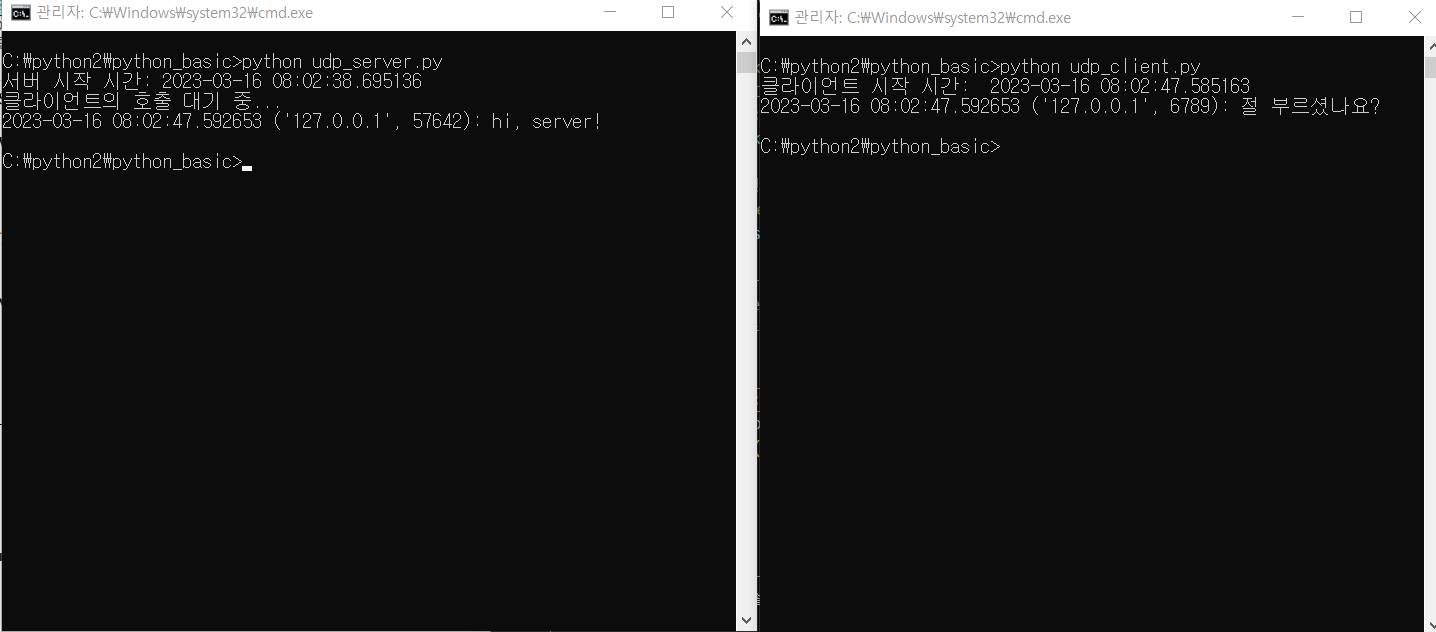 관리자: C:₩Windows₩system32₩cmd.exe
C:₩python2₩python_basic>python udp_server.py
서버 시작 시간: 2023-03-16 08:02:38.695136
클라이언트의 호출 대기 중...
2023-03-16 08:02:47.592653 ('127.0.0.1', 57642): hi, server!
C:₩python2₩python_basic>
관리자: C:₩Windows₩system32₩cmd.exe
C:₩python2₩python_basic>python udp_client.py
클라이언트 시작 시간:  2023-03-16 08:02:47.585163
2023-03-16 08:02:47.592653 ('127.0.0.1', 6789): 절 부르셨나요?
C:₩python2₩python_basic>